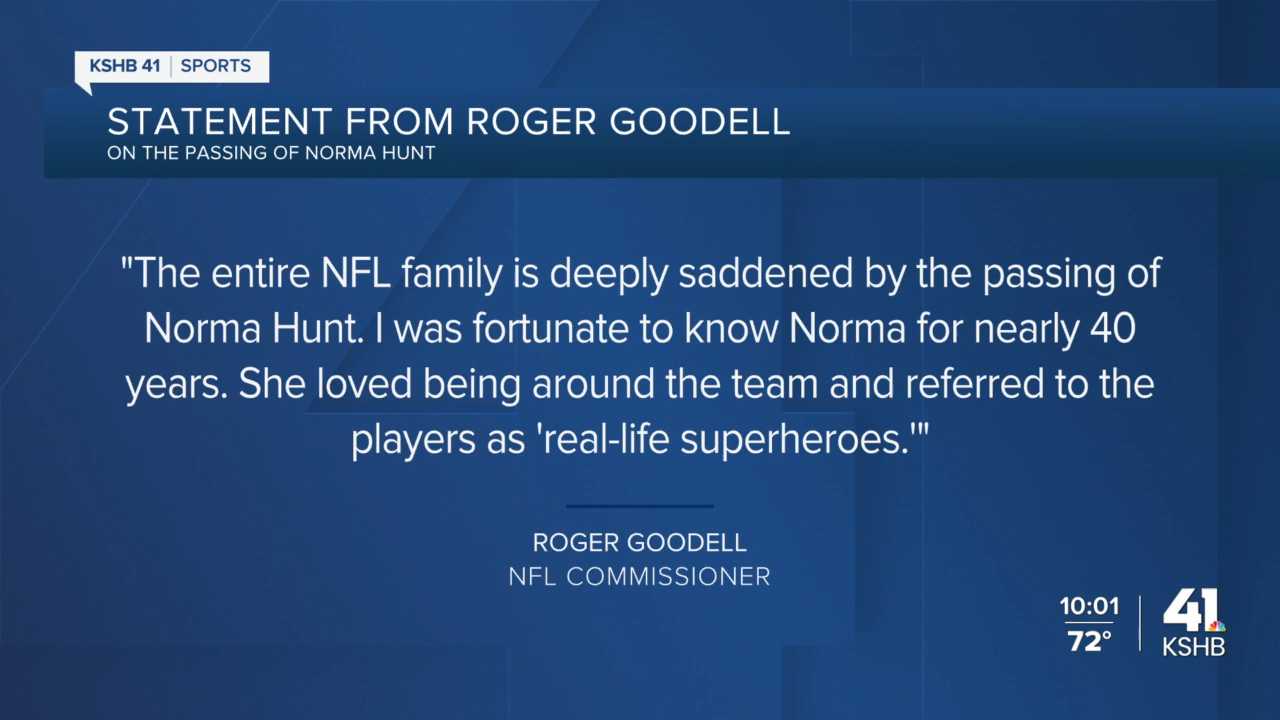 KSHB 41 | SPORTS
STATEMENT FROM ROGER GOODELL
ON THE PASSING OF NORMA HUNT
"The entire NFL family is deeply saddened by the passing of
Norma Hunt. I was fortunate to know Norma for nearly 40
years. She loved being around the team and referred to the
players as 'real-life superheroes.'"
ROGER GOODELL
NFL COMMISSIONER
10:01
72°
41
KSHB